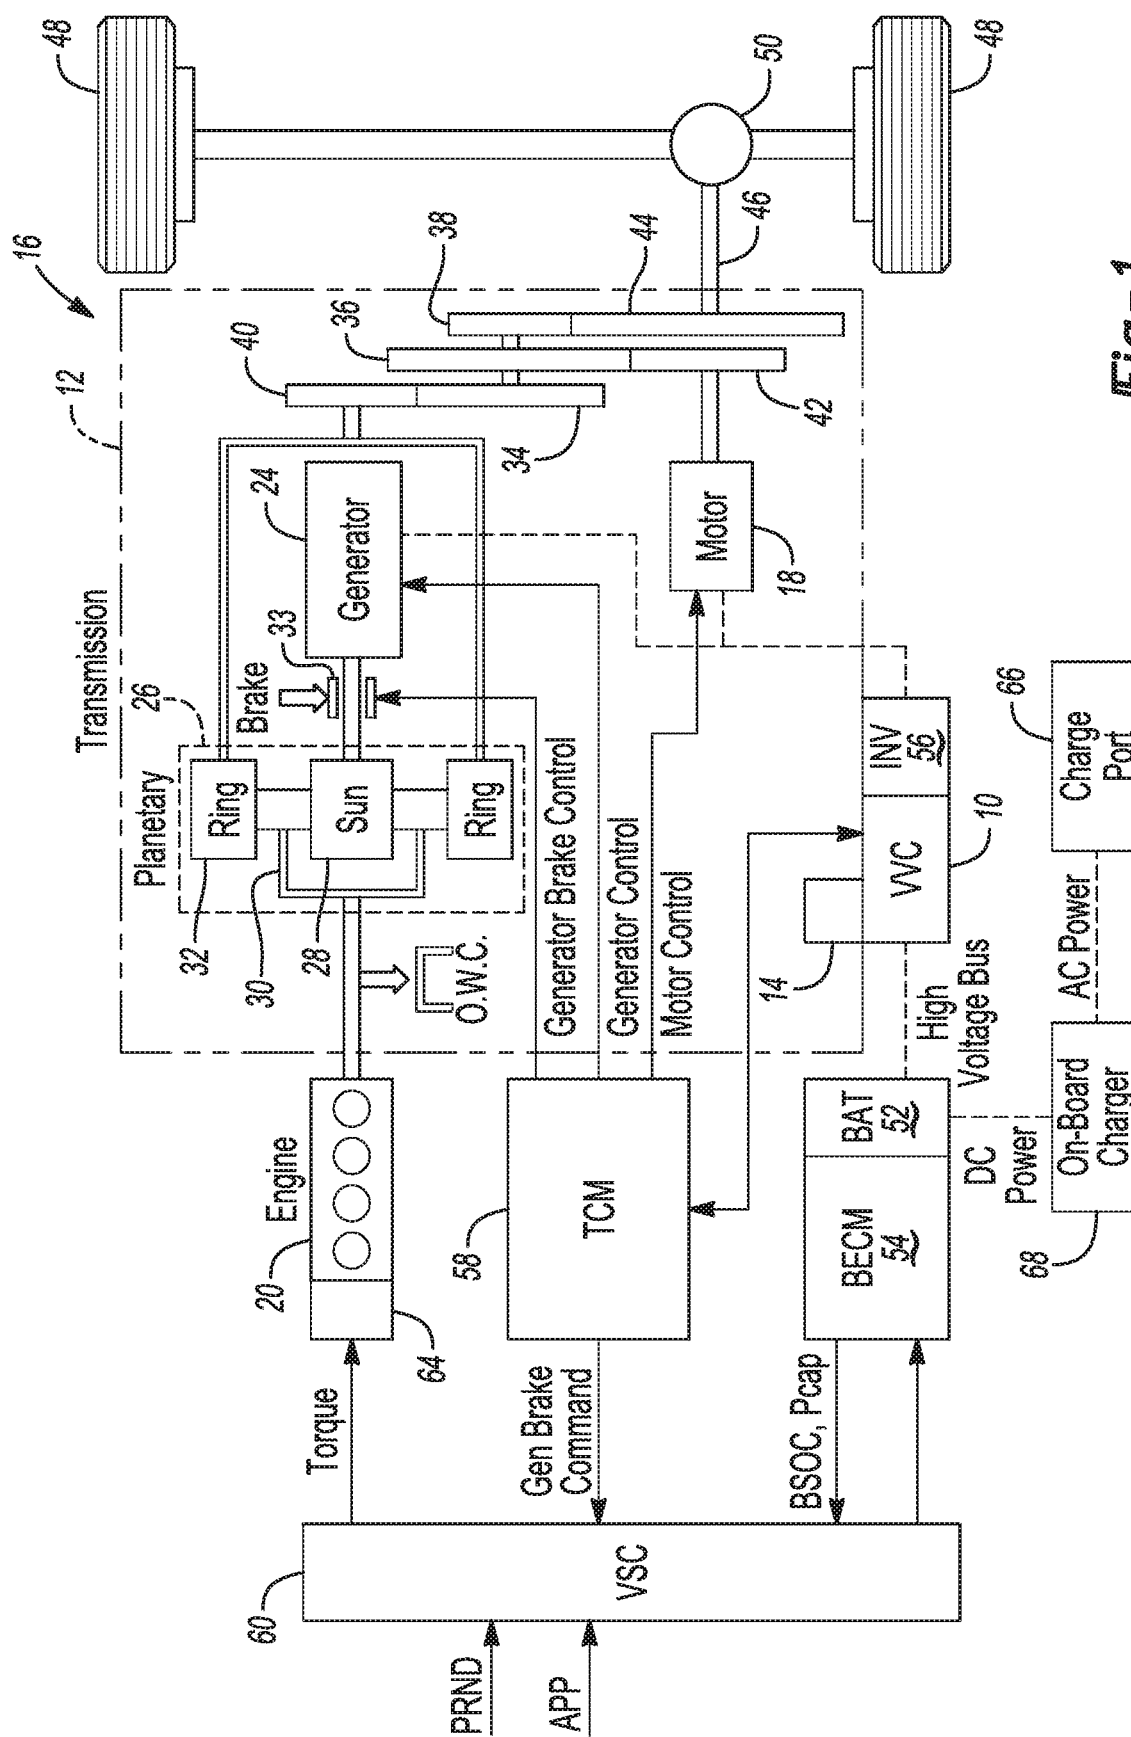 48
16
12
Transmission
40
36
38
44
46
50
48
26
Planetary
Ring
32
30
Sun
28
Ring
Brake
33
Generator
24
34
42
Motor
18
O.W.C.
Engine
20
64
Torque
Generator Brake Control
Generator Control
Motor Control
58
TCM
Gen Brake
Command
60
VSC
PRND
APP
BSOC, Pcap
BECM
54
BAT
52
High
Voltage Bus
14
VVC
10
INV
56
DC
Power
On-Board
Charger
68
AC Power
Charge
Port
66
Fig-1